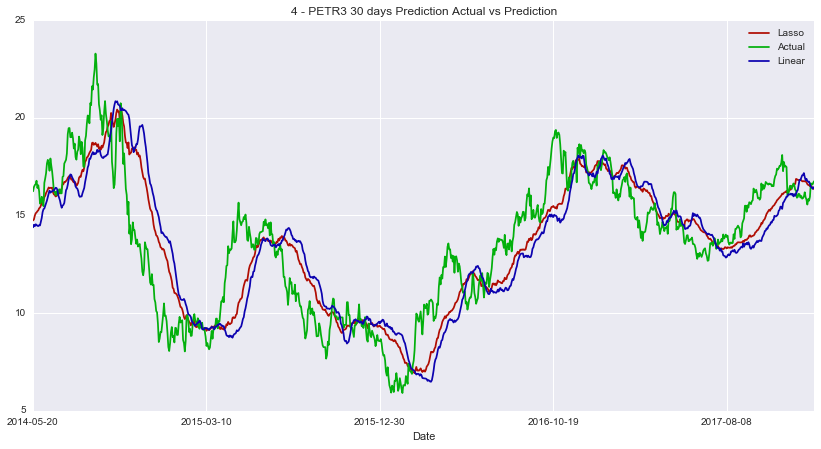 4 - PETR3 30 days Prediction Actual vs Prediction
25
20
15
10
5
Lasso
Actual
Linear
2014-05-20
2015-03-10
2015-12-30
2016-10-19
2017-08-08
Date